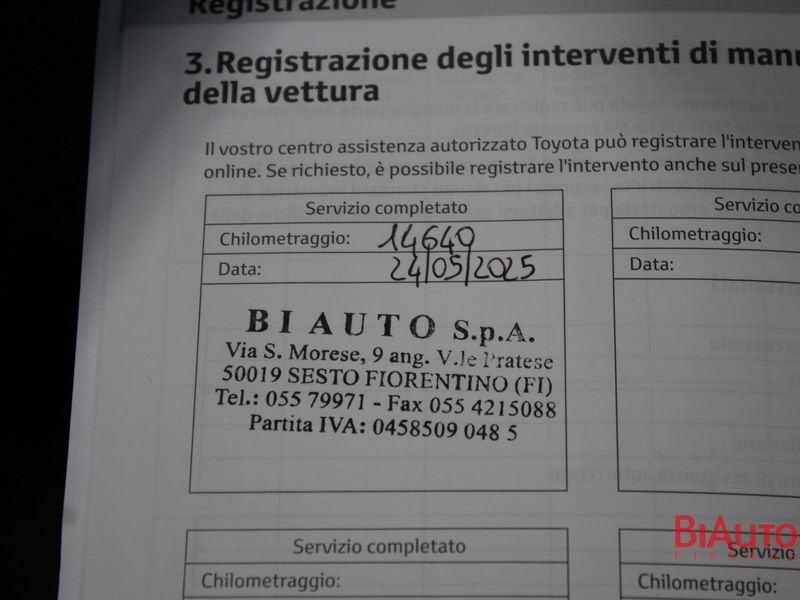 Registrazione
3.Registrazione degli interventi di manu
della vettura
Il vostro centro assistenza autorizzato Toyota può registrare l'interven
online. Se richiesto, è possibile registrare l'intervento anche sul prese
Servizio completato
Chilometraggio: 14640
Data: 24/05/2025
BI AUTO S.p.A.
Via S. Morese, 9 ang. V.le Pratese
50019 SESTO FIORENTINO (FI)
Tel.: 055 79971 - Fax 055 4215088
Partita IVA: 0458509 048 5
Servizio co
Chilometraggio:
Data:
Servizio completato
Chilometraggio:
Servizio
Chilometraggio:
BIAUTO